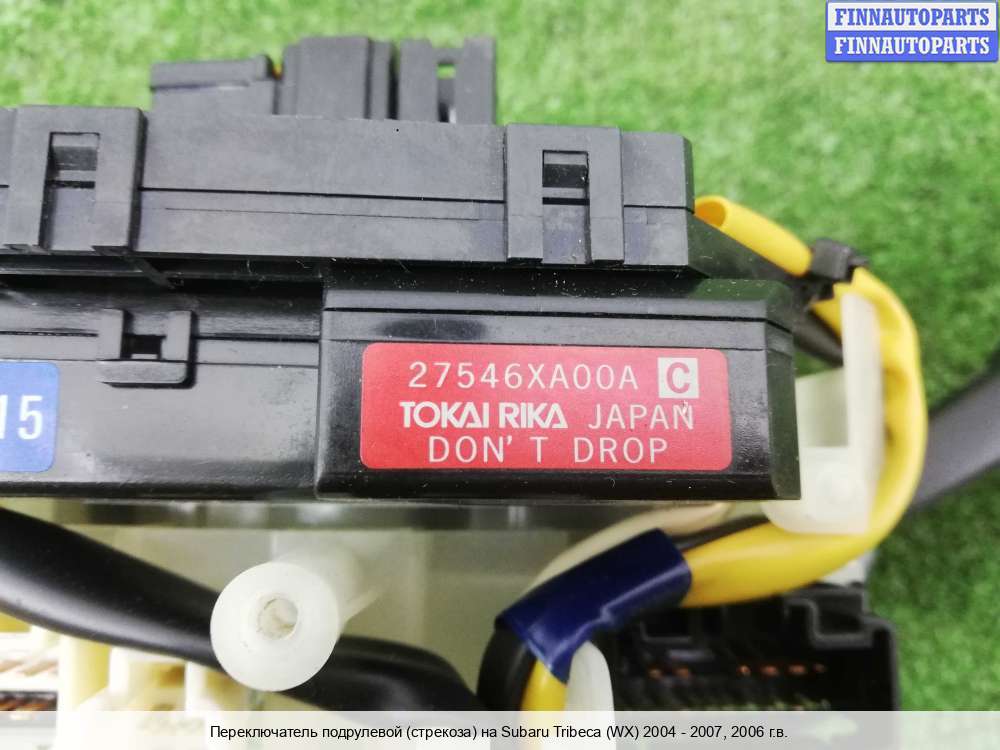 FINNAUTOPARTS
FINNAUTOPARTS
27546XA00A C
TOKAI RIKA JAPAN
DON'T DROP
15
Переключатель подрулевой (стрекоза) на Subaru Tribeca (WX) 2004 - 2007, 2006 г.в.